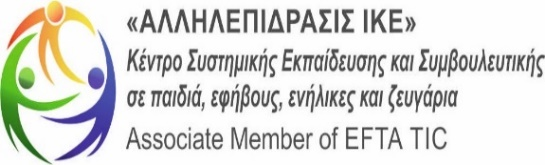 «ΑΛΛΗΛΕΠΙΔΡΑΣΙΣ ΙΚΕ»
Κέντρο Συστημικής Εκπαίδευσης και Συμβουλευτικής
σε παιδιά, εφήβους, ενήλικες και ζευγάρια
Associate Member of EFTA TIC